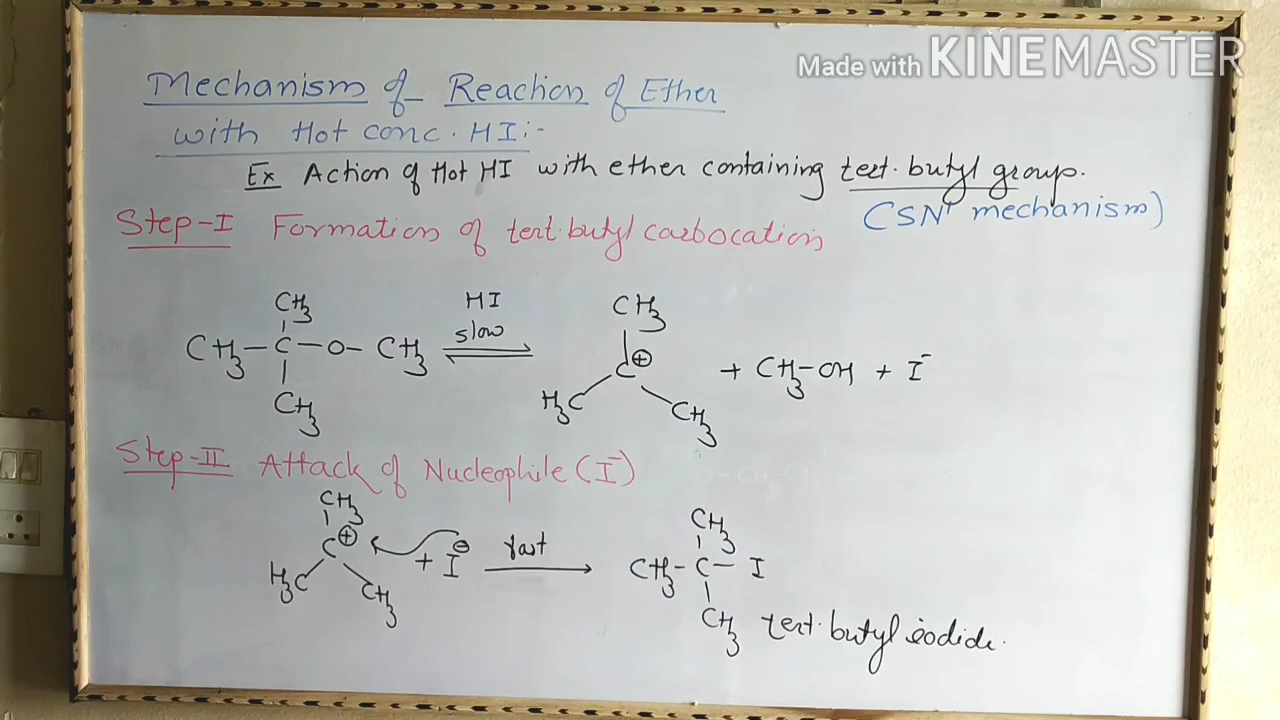 Made with KINEMASTER
Mechanism of Reaction of Ether
with Hot conc. HI:-
Ex Action of Hot HI with ether containing tert. butyl group.
(SN¹ mechanism)
Step-I Formation of tert. butyl carbocation
CH₃ HI CH₃
CH₃-C-O-CH₃ slow ⇌ C⊕ + CH₃-OH + I⁻
CH₃ H₃C CH₃
Step-II Attack of Nucleophile (I⁻)
CH₃ CH₃
C⊕ + I⊖ fast → CH₃-C-I
H₃C CH₃ CH₃ tert. butyl iodide.